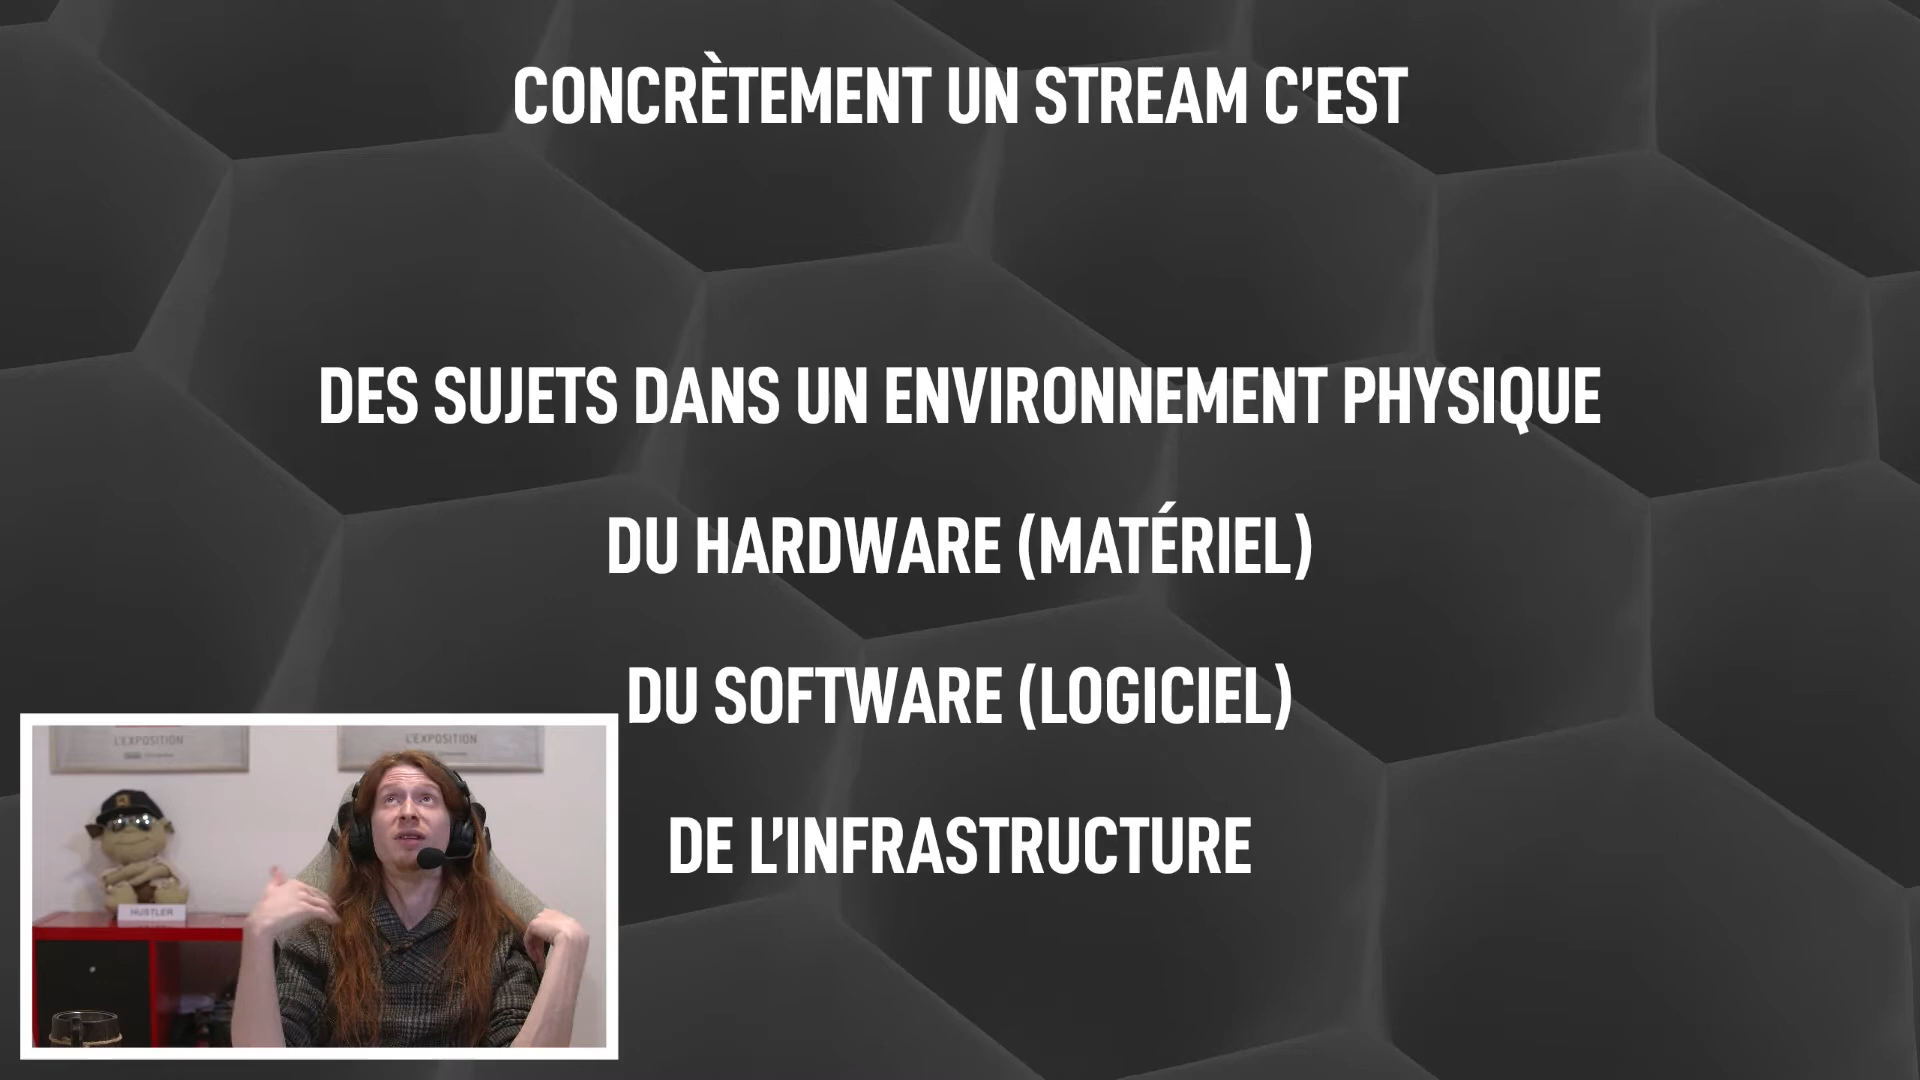 CONCRÈTEMENT UN STREAM C'EST
DES SUJETS DANS UN ENVIRONNEMENT PHYSIQUE
DU HARDWARE (MATÉRIEL)
DU SOFTWARE (LOGICIEL)
DE L'INFRASTRUCTURE
L'EXPOSITION
L'EXPOSITION
HUSTLER